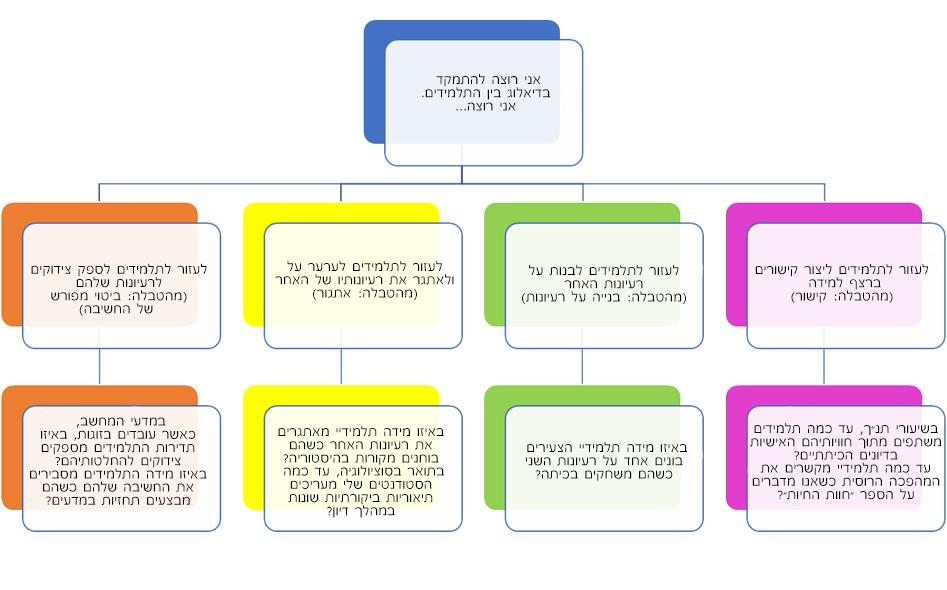 אני רוצה להתמקד
בדיאלוג בין התלמידים.
אני רוצה...
לעזור לתלמידים ליצור קישורים
ברצף למידה
(מהטבלה: קישור)
לעזור לתלמידים לבנות על
רעיונות האחר
(מהטבלה: בנייה על רעיונות)
לעזור לתלמידים לערער על
ולאתגר את רעיונותיו של האחר
(מהטבלה: אתגור)
לעזור לתלמידים לספק צידוקים
לרעיונות שלהם
(מהטבלה: ביטוי מפורש
של החשיבה)
בשיעורי תנ״ך, עד כמה תלמידים
משתפים מתוך חוויותיהם האישיות
בדיונים הכיתתיים?
עד כמה תלמידיי מקשרים את
המהפכה הרוסית כשאנו מדברים
על הספר ״חוות החיות״?
באיזו מידה תלמידיי הצעירים
בונים אחד על רעיונות השני
כשהם משחקים בכיתה?
באיזו מידה תלמידיי מאתגרים
את רעיונות האחר כשהם
בוחנים מקורות בהיסטוריה?
בתואר בסוציולוגיה, עד כמה
הסטודנטים שלי מעריכים
תיאוריות ביקורתיות שונות
במהלך דיון?
במדעי המחשב,
כאשר עובדים בזוגות, באיזו
תדירות התלמידים מספקים
צידוקים להחלטותיהם?
באיזו מידה התלמידים מסבירים
את החשיבה שלהם כשהם
מבצעים תחזיות במדעים?